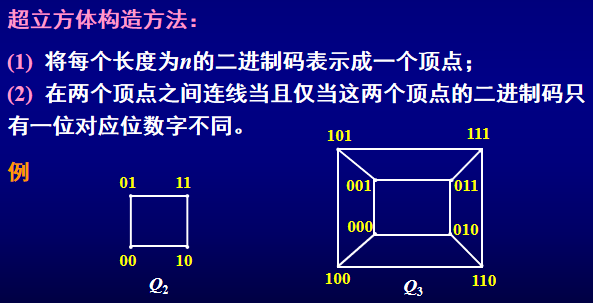 超立方体构造方法：
(1) 将每个长度为n的二进制码表示成一个顶点；
(2) 在两个顶点之间连线当且仅当这两个顶点的二进制码只
有一位对应位数字不同。
例
01 11
00 10
Q2
101 111
001 011
000 010
100 110
Q3